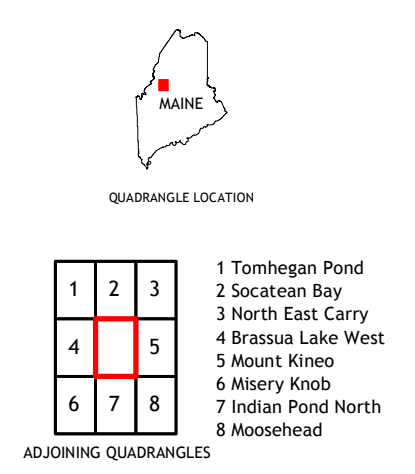 MAINE
QUADRANGLE LOCATION
1 2 3
4 5
6 7 8
1 Tomhegan Pond
2 Socatean Bay
3 North East Carry
4 Brassua Lake West
5 Mount Kineo
6 Misery Knob
7 Indian Pond North
8 Moosehead
ADJOINING QUADRANGLES